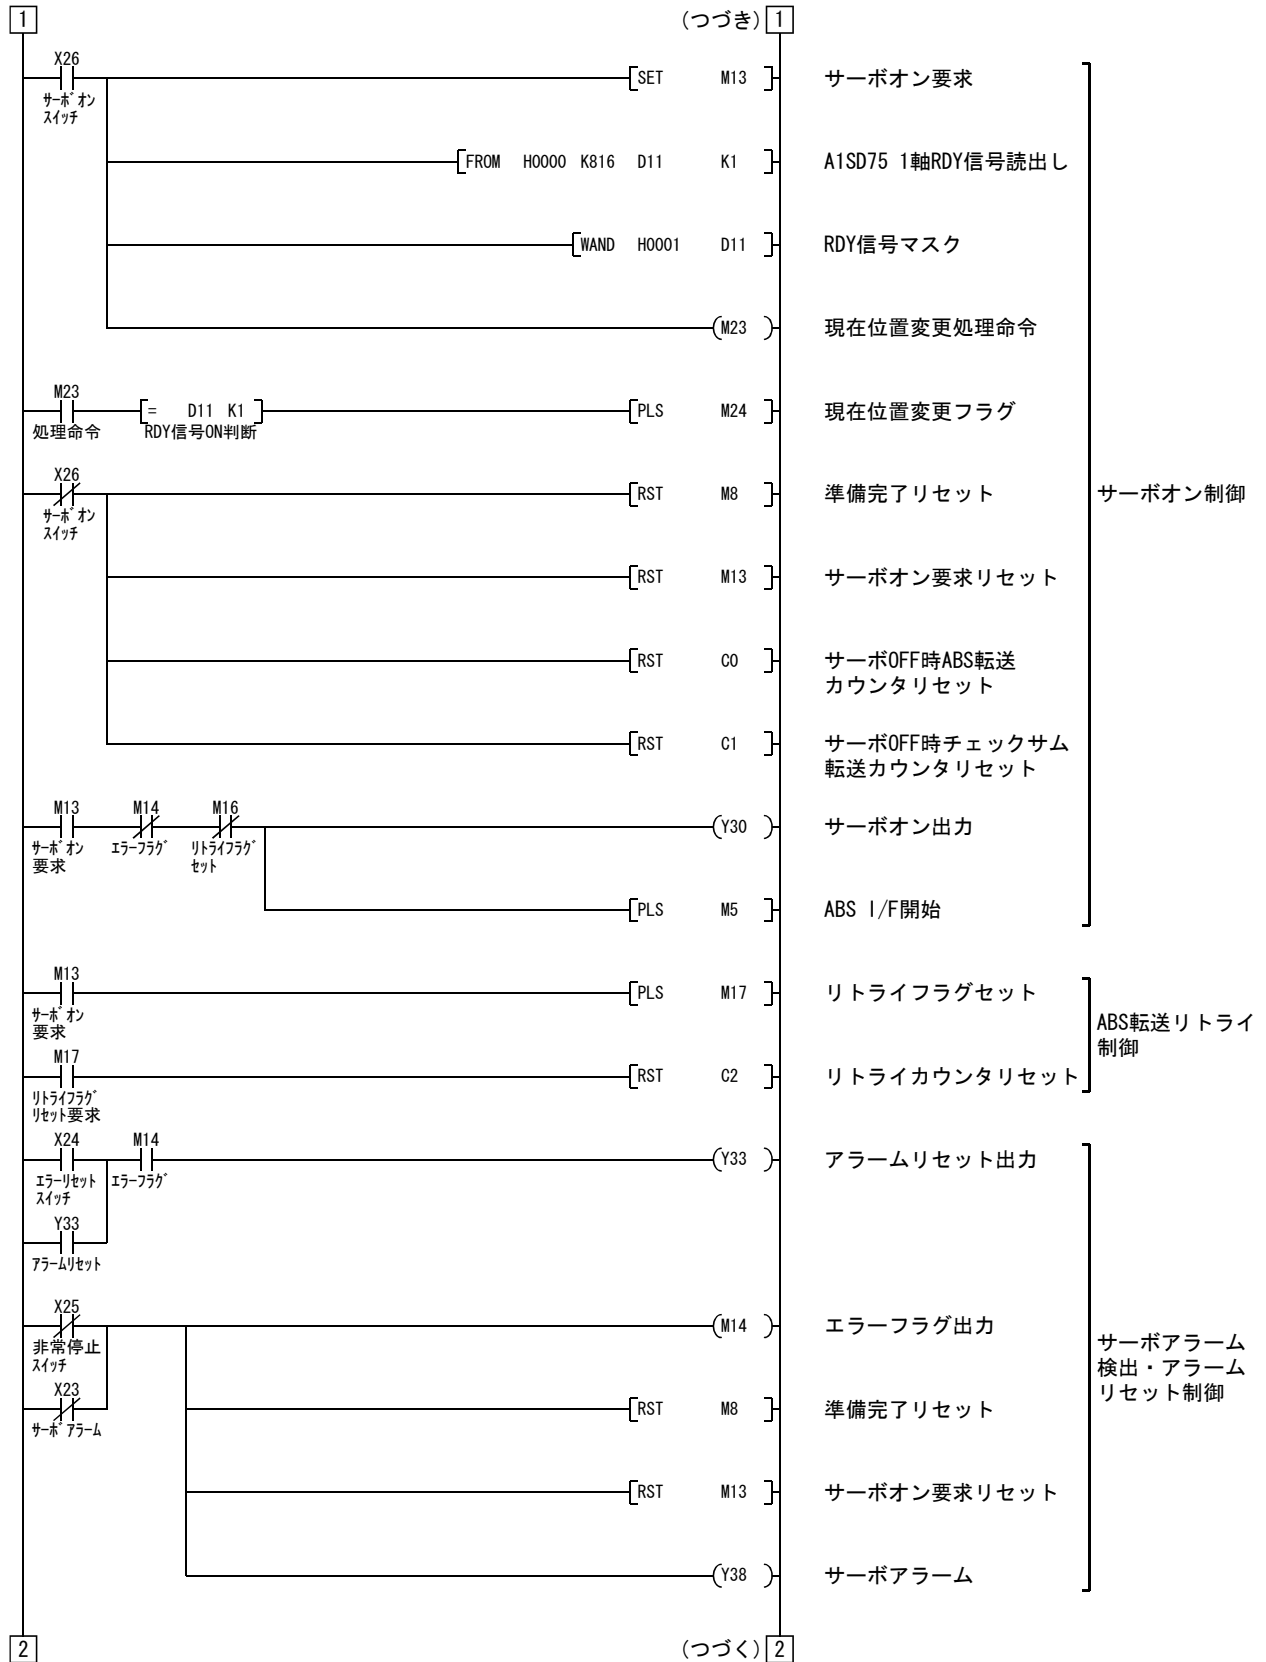 1
(つづき) 1
X26
サーボオン
スイッチ
SET M13
サーボオン要求
FROM H0000 K816 D11 K1
A1SD75 1軸RDY信号読出し
WAND H0001 D11
RDY信号マスク
M23
現在位置変更処理命令
M23
処理命令
= D11 K1
RDY信号ON判断
PLS M24
現在位置変更フラグ
X26
サーボオン
スイッチ
RST M8
準備完了リセット
サーボオン制御
RST M13
サーボオン要求リセット
RST C0
サーボOFF時ABS転送
カウンタリセット
RST C1
サーボOFF時チェックサム
転送カウンタリセット
M13
サーボオン
要求
M14
エラーフラグ
M16
リトライフラグ
セット
Y30
サーボオン出力
PLS M5
ABS I/F開始
M13
サーボオン
要求
PLS M17
リトライフラグセット
ABS転送リトライ
制御
M17
リトライフラグ
リセット要求
RST C2
リトライカウンタリセット
X24
エラーリセット
スイッチ
M14
エラーフラグ
Y33
アラームリセット出力
Y33
アラームリセット
X25
非常停止
スイッチ
M14
エラーフラグ出力
サーボアラーム
検出・アラーム
リセット制御
X23
サーボアラーム
RST M8
準備完了リセット
RST M13
サーボオン要求リセット
Y38
サーボアラーム
2
(つづく) 2